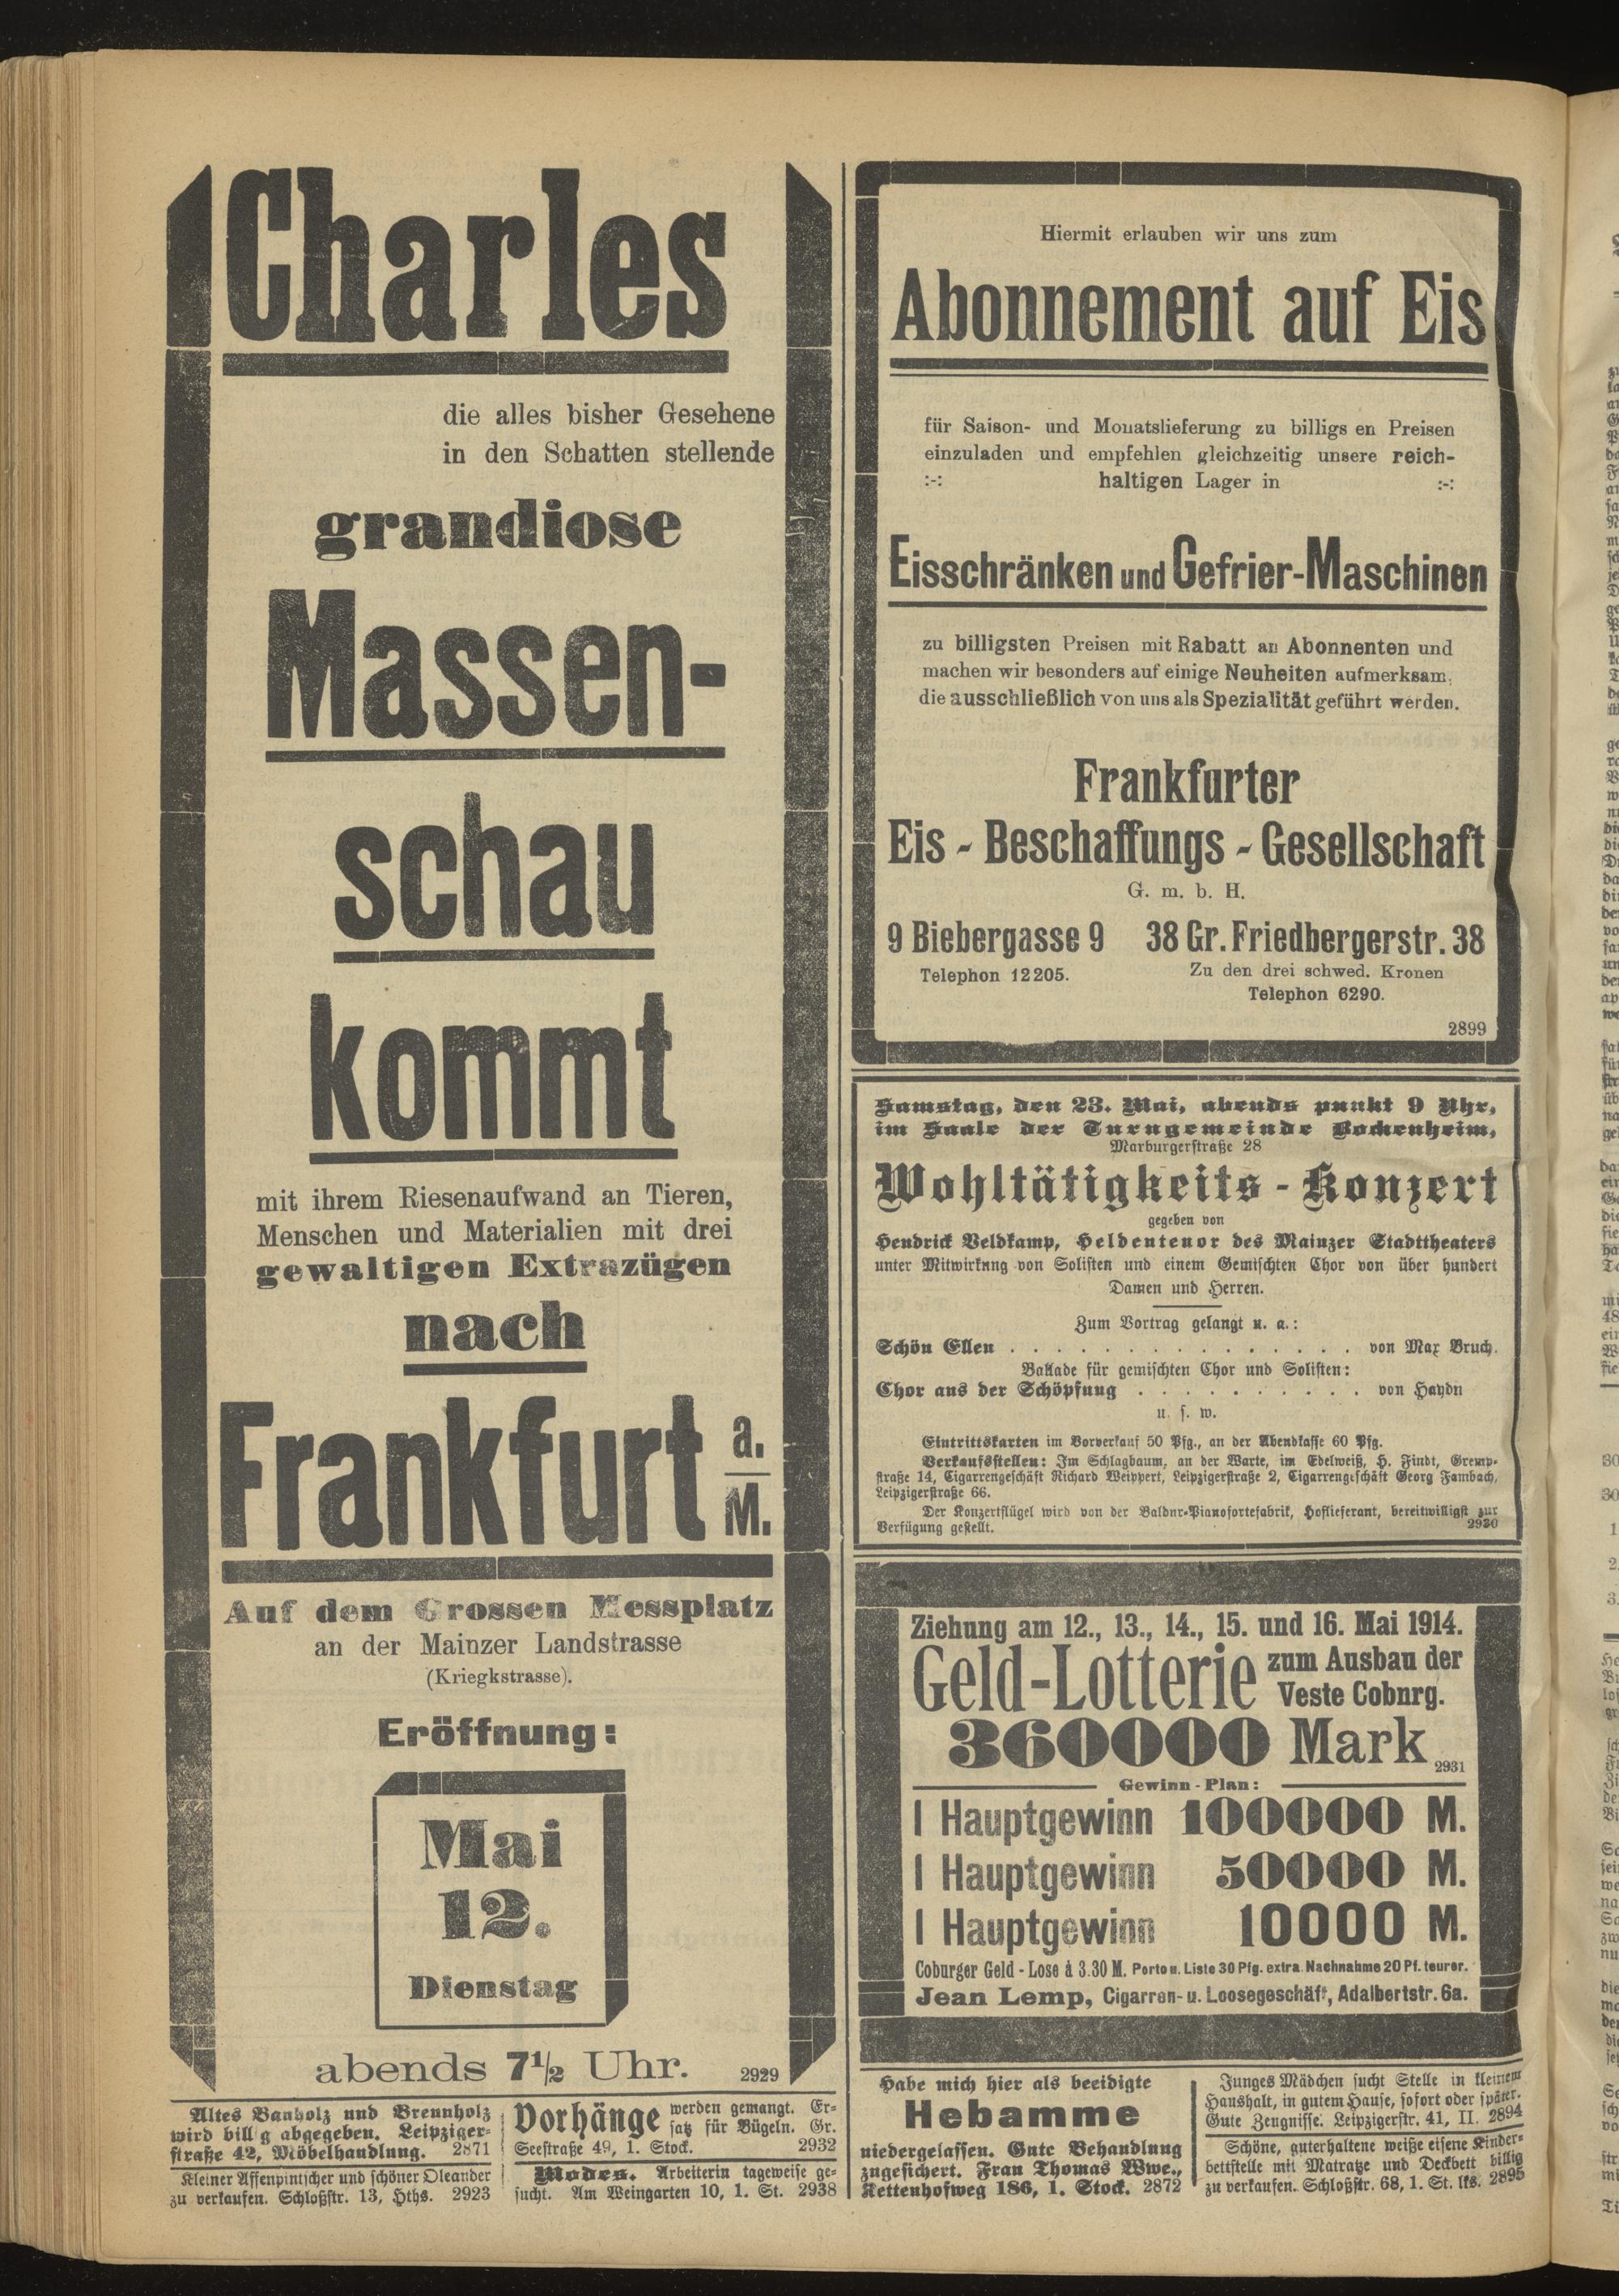 Charles
die alles bisher Gesehene
in den Schatten stellende
grandiose
Massen-
schau
kommt
mit ihrem Riesenaufwand an Tieren,
Menschen und Materialien mit drei
gewaltigen Extrazügen
nach
Frankfurt a. M.
Auf dem Grossen Messplatz
an der Mainzer Landstrasse
(Kriegkstrasse).
Eröffnung:
Mai
12.
Dienstag
abends 7½ Uhr. 2929
Altes Bauholz und Brennholz
wird billig abgegeben. Leipziger-
straße 42, Möbelhandlung. 2871
Kleiner Affenpintscher und schöner Oleander
zu verkaufen. Schloßstr. 13, Hths. 2923
Vorhänge werden gemangt. Er-
satz für Bügeln. Gr.
Seestraße 49, 1. Stock. 2932
Modes. Arbeiterin tageweise ge-
sucht. Am Weingarten 10, 1. St. 2938
Hiermit erlauben wir uns zum
Abonnement auf Eis
für Saison- und Monatslieferung zu billigs en Preisen
einzuladen und empfehlen gleichzeitig unsere reich-
:-: haltigen Lager in :-:
Eisschränken und Gefrier-Maschinen
zu billigsten Preisen mit Rabatt an Abonnenten und
machen wir besonders auf einige Neuheiten aufmerksam,
die ausschließlich von uns als Spezialität geführt werden.
Frankfurter
Eis - Beschaffungs - Gesellschaft
G. m. b. H.
9 Biebergasse 9 38 Gr. Friedbergerstr. 38
Telephon 12205. Zu den drei schwed. Kronen
Telephon 6290.
2899
Samstag, den 23. Mai, abends punkt 9 Uhr,
im Saale der Turngemeinde Bockenheim,
Marburgerstraße 28
Wohltätigkeits - Konzert
gegeben von
Hendrick Veldkamp, Heldentenor des Mainzer Stadttheaters
unter Mitwirkung von Solisten und einem Gemischten Chor von über hundert
Damen und Herren.
Zum Vortrag gelangt u. a.:
Schön Ellen . . . . . . . . . . . . . . von Max Bruch.
Ballade für gemischten Chor und Solisten:
Chor aus der Schöpfung . . . . . . . . . . von Haydn
u. s. w.
Eintrittskarten im Vorverkauf 50 Pfg., an der Abendkasse 60 Pfg.
Verkaufsstellen: Im Schlagbaum, an der Warte, im Edelweiß, H. Findt, Gremp-
straße 14, Cigarrengeschäft Richard Weippert, Leipzigerstraße 2, Cigarrengeschäft Georg Fambach,
Leipzigerstraße 66.
Der Konzertflügel wird von der Baldur-Pianofortefabrik, Hoflieferant, bereitwilligst zur
Verfügung gestellt. 2930
Ziehung am 12., 13., 14., 15. und 16. Mai 1914.
Geld-Lotterie zum Ausbau der
Veste Cobnrg.
360000 Mark 2931
Gewinn - Plan:
1 Hauptgewinn 100000 M.
1 Hauptgewinn 50000 M.
1 Hauptgewinn 10000 M.
Coburger Geld - Lose à 3.30 M. Porto u. Liste 30 Pfg. extra. Nachnahme 20 Pf. teurer.
Jean Lemp, Cigarren- u. Loosegeschäft, Adalbertstr. 6a.
Habe mich hier als beeidigte
Hebamme
niedergelassen. Gute Behandlung
zugesichert. Frau Thomas Wwe.,
Kettenhofweg 186, 1. Stock. 2872
Junges Mädchen sucht Stelle in kleinem
Haushalt, in gutem Hause, sofort oder später.
Gute Zeugnisse. Leipzigerstr. 41, II. 2894
Schöne, guterhaltene weiße eiserne Kinder-
bettstelle mit Matratze und Deckbett billig
zu verkaufen. Schloßstr. 68, 1. St. lks. 2895